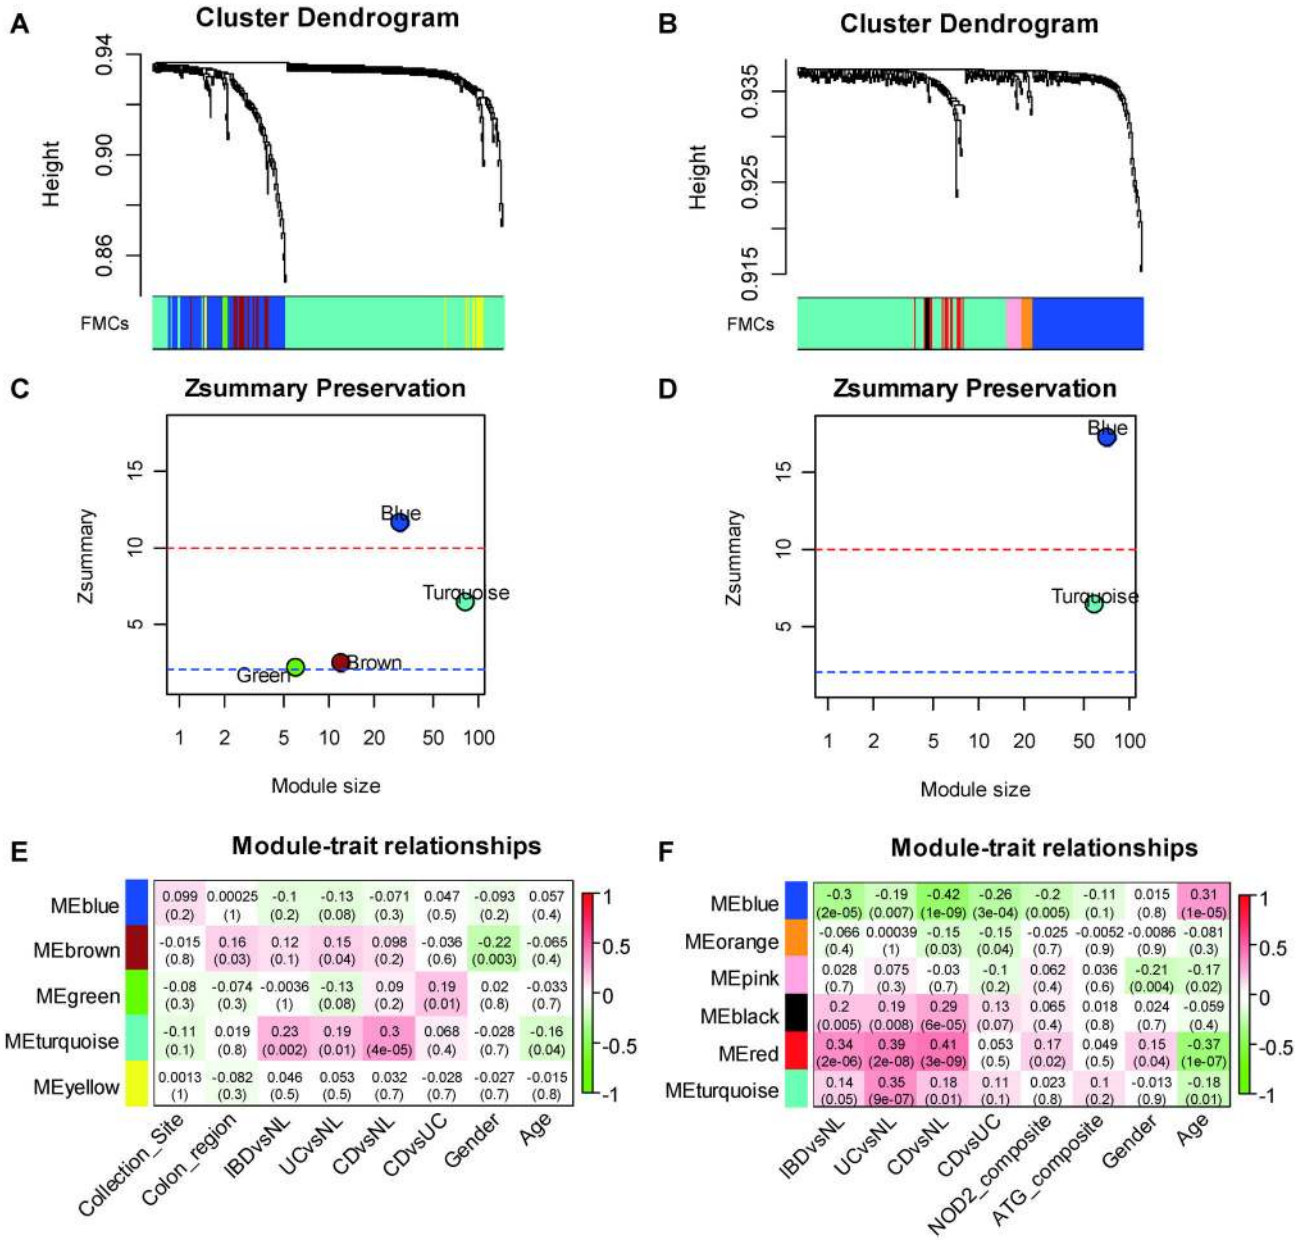 A
Cluster Dendrogram
Height
0.94
0.90
0.86
FMCs
B
Cluster Dendrogram
Height
0.935
0.925
0.915
FMCs
C
Zsummary Preservation
Zsummary
15
10
5
Blue
Turquoise
Green
Brown
1 2 5 10 20 50 100
Module size
D
Zsummary Preservation
Zsummary
15
10
5
Blue
Turquoise
1 2 5 10 20 50 100
Module size
E
Module-trait relationships
MEblue
0.099 0.00025 -0.1 -0.13 -0.071 0.047 -0.093 0.057
(0.2) (1) (0.2) (0.08) (0.3) (0.5) (0.2) (0.4)
MEbrown
-0.015 0.16 0.12 0.15 0.098 -0.036 -0.22 -0.065
(0.8) (0.03) (0.1) (0.04) (0.2) (0.6) (0.003) (0.4)
MEgreen
-0.08 -0.074 -0.0036 -0.13 0.09 0.19 0.02 -0.033
(0.3) (0.3) (1) (0.08) (0.2) (0.01) (0.8) (0.7)
MEturquoise
-0.11 0.019 0.23 0.19 0.3 0.068 -0.028 -0.16
(0.1) (0.8) (0.002) (0.01) (4e-05) (0.4) (0.7) (0.04)
MEyellow
0.0013 -0.082 0.046 0.053 0.032 -0.028 -0.027 -0.015
(1) (0.3) (0.5) (0.5) (0.7) (0.7) (0.7) (0.8)
Collection_Site Colon_region IBDvsNL UCvsNL CDvsNL CDvsUC Gender Age
1
0.5
0
-0.5
-1
F
Module-trait relationships
MEblue
-0.3 -0.19 -0.42 -0.26 -0.2 -0.11 0.015 0.31
(2e-05) (0.007) (1e-09) (3e-04) (0.005) (0.1) (0.8) (1e-05)
MEorange
-0.066 0.00039 -0.15 -0.15 -0.025 -0.0052 -0.0086 -0.081
(0.4) (1) (0.03) (0.04) (0.7) (0.9) (0.9) (0.3)
MEpink
0.028 0.075 -0.03 -0.1 0.062 0.036 -0.21 -0.17
(0.7) (0.3) (0.7) (0.2) (0.4) (0.6) (0.004) (0.02)
MEblack
0.2 0.19 0.29 0.13 0.065 0.018 0.024 -0.059
(0.005) (0.008) (6e-05) (0.07) (0.4) (0.8) (0.7) (0.4)
MEred
0.34 0.39 0.41 0.053 0.17 0.049 0.15 -0.37
(2e-06) (2e-08) (3e-09) (0.5) (0.02) (0.5) (0.04) (1e-07)
MEturquoise
0.14 0.35 0.18 0.11 0.023 0.1 -0.013 -0.18
(0.05) (9e-07) (0.01) (0.1) (0.8) (0.2) (0.9) (0.01)
IBDvsNL UCvsNL CDvsNL CDvsUC NOD2_composite ATG_composite Gender Age
1
0.5
0
-0.5
-1